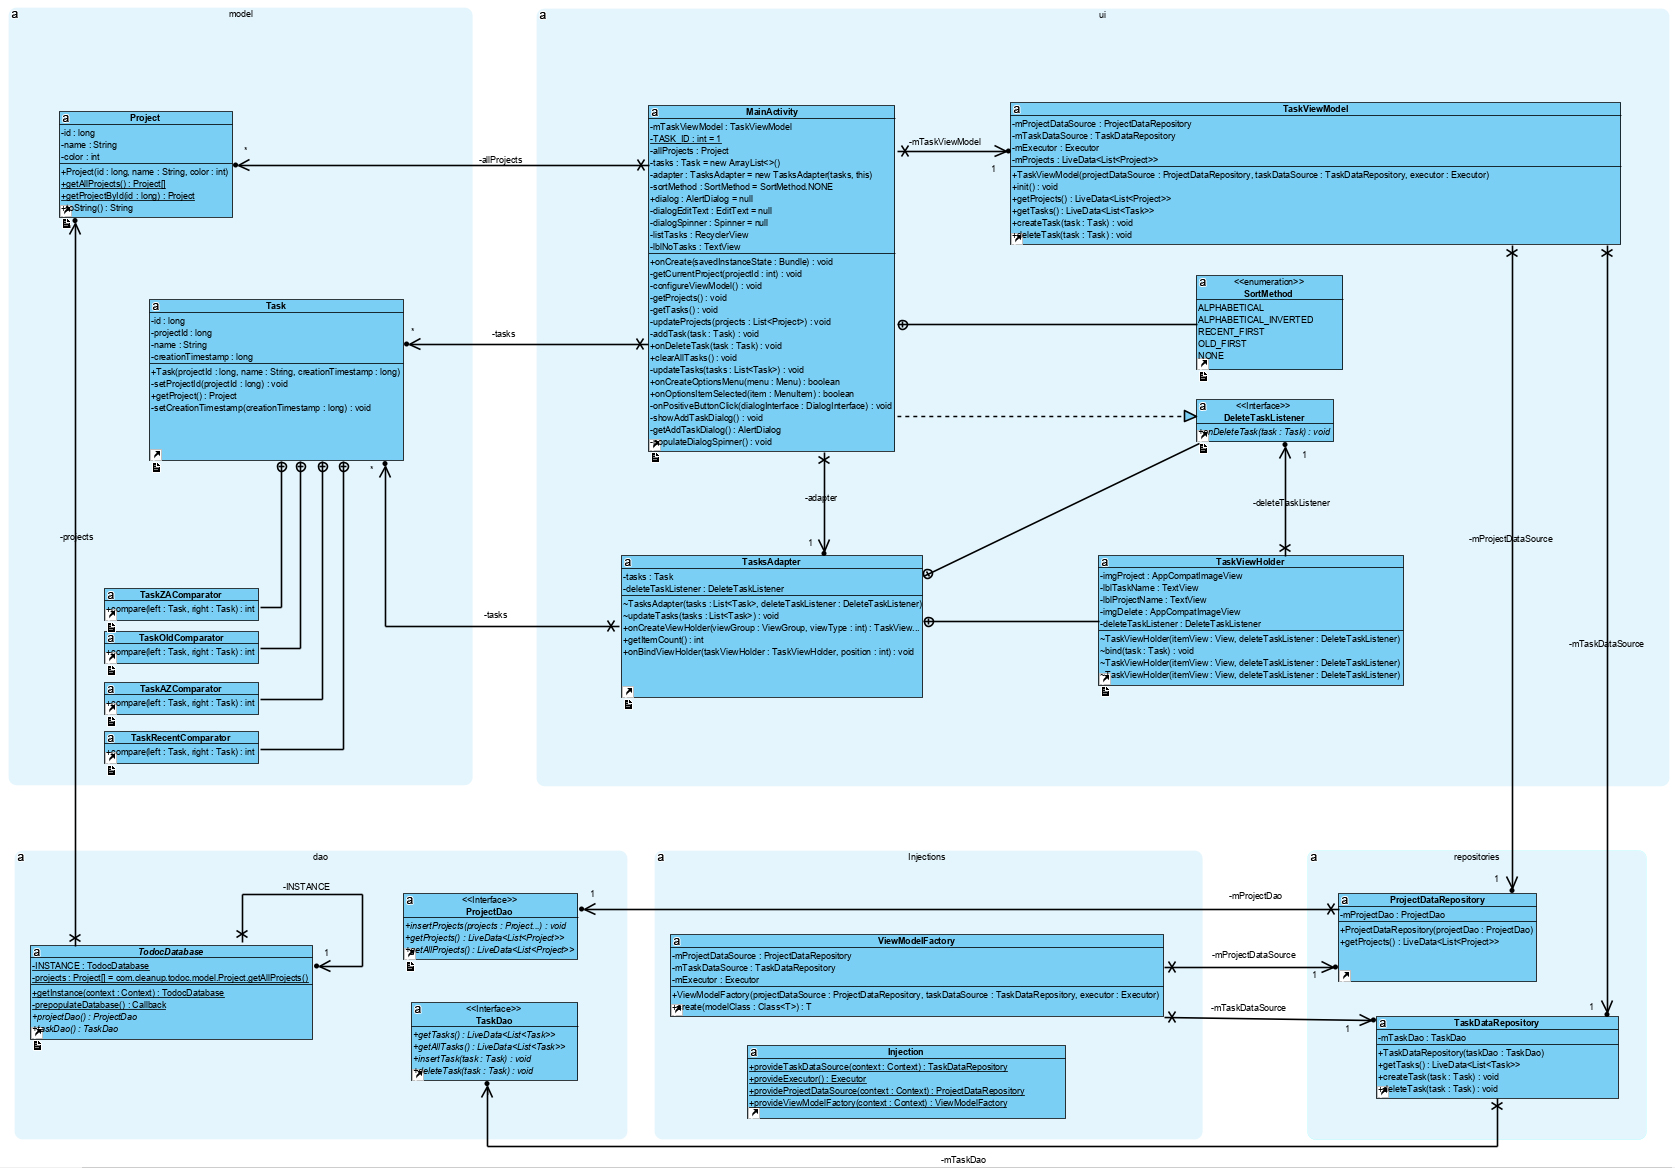 a
model
a
Project
-id : long
-name : String
-color : int
+Project(id : long, name : String, color : int)
+getAllProjects() : Project[]
+getProjectById(id : long) : Project
String() : String
*
-allProjects
a
Task
-id : long
-projectId : long
-name : String
-creationTimestamp : long
+Task(projectId : long, name : String, creationTimestamp : long)
-setProjectId(projectId : long) : void
+getProject() : Project
-setCreationTimestamp(creationTimestamp : long) : void
*
-tasks
*
-projects
a
TaskZAComparator
+compare(left : Task, right : Task) : int
a
TaskOldComparator
+compare(left : Task, right : Task) : int
a
TaskAZComparator
+compare(left : Task, right : Task) : int
a
TaskRecentComparator
+compare(left : Task, right : Task) : int
-tasks
a
ui
a
MainActivity
-mTaskViewModel : TaskViewModel
-TASK_ID : int = 1
-allProjects : Project
-tasks : Task = new ArrayList<>()
-adapter : TasksAdapter = new TasksAdapter(tasks, this)
-sortMethod : SortMethod = SortMethod.NONE
+dialog : AlertDialog = null
-dialogEditText : EditText = null
-dialogSpinner : Spinner = null
-listTasks : RecyclerView
-lblNoTasks : TextView
+onCreate(savedInstanceState : Bundle) : void
-getCurrentProject(projectId : int) : void
-configureViewModel() : void
-getProjects() : void
-getTasks() : void
-updateProjects(projects : List<Project>) : void
-addTask(task : Task) : void
+onDeleteTask(task : Task) : void
+clearAllTasks() : void
-updateTasks(tasks : List<Task>) : void
+onCreateOptionsMenu(menu : Menu) : boolean
+onOptionsItemSelected(item : MenuItem) : boolean
-onPositiveButtonClick(dialogInterface : DialogInterface) : void
-showAddTaskDialog() : void
-getAddTaskDialog() : AlertDialog
-populateDialogSpinner() : void
-mTaskViewModel
1
a
TaskViewModel
-mProjectDataSource : ProjectDataRepository
-mTaskDataSource : TaskDataRepository
-mExecutor : Executor
-mProjects : LiveData<List<Project>>
+TaskViewModel(projectDataSource : ProjectDataRepository, taskDataSource : TaskDataRepository, executor : Executor)
+init() : void
+getProjects() : LiveData<List<Project>>
+getTasks() : LiveData<List<Task>>
+createTask(task : Task) : void
+deleteTask(task : Task) : void
a
<<enumeration>>
SortMethod
ALPHABETICAL
ALPHABETICAL_INVERTED
RECENT_FIRST
OLD_FIRST
NONE
a
<<Interface>>
DeleteTaskListener
+onDeleteTask(task : Task) : void
1
-deleteTaskListener
-adapter
1
a
TasksAdapter
-tasks : Task
-deleteTaskListener : DeleteTaskListener
~TasksAdapter(tasks : List<Task>, deleteTaskListener : DeleteTaskListener)
~updateTasks(tasks : List<Task>) : void
+onCreateViewHolder(viewGroup : ViewGroup, viewType : int) : TaskView...
+getItemCount() : int
+onBindViewHolder(taskViewHolder : TaskViewHolder, position : int) : void
a
TaskViewHolder
-imgProject : AppCompatImageView
-lblTaskName : TextView
-lblProjectName : TextView
-imgDelete : AppCompatImageView
-deleteTaskListener : DeleteTaskListener
~TaskViewHolder(itemView : View, deleteTaskListener : DeleteTaskListener)
~bind(task : Task) : void
~TaskViewHolder(itemView : View, deleteTaskListener : DeleteTaskListener)
~TaskViewHolder(itemView : View, deleteTaskListener : DeleteTaskListener)
-mProjectDataSource
-mTaskDataSource
a
dao
-INSTANCE
1
a
TodocDatabase
-INSTANCE : TodocDatabase
-projects : Project[] = com.cleanup.todoc.model.Project.getAllProjects()
+getInstance(context : Context) : TodocDatabase
-prepopulateDatabase() : Callback
+projectDao() : ProjectDao
+taskDao() : TaskDao
a
<<Interface>>
ProjectDao
+insertProjects(projects : Project...) : void
+getProjects() : LiveData<List<Project>>
+getAllProjects() : LiveData<List<Project>>
1
a
<<Interface>>
TaskDao
+getTasks() : LiveData<List<Task>>
+getAllTasks() : LiveData<List<Task>>
+insertTask(task : Task) : void
+deleteTask(task : Task) : void
a
Injections
-mProjectDao
a
ViewModelFactory
-mProjectDataSource : ProjectDataRepository
-mTaskDataSource : TaskDataRepository
-mExecutor : Executor
+ViewModelFactory(projectDataSource : ProjectDataRepository, taskDataSource : TaskDataRepository, executor : Executor)
+create(modelClass : Class<T>) : T
-mProjectDataSource
1
-mTaskDataSource
1
a
Injection
+provideTaskDataSource(context : Context) : TaskDataRepository
+provideExecutor() : Executor
+provideProjectDataSource(context : Context) : ProjectDataRepository
+provideViewModelFactory(context : Context) : ViewModelFactory
a
repositories
1
a
ProjectDataRepository
-mProjectDao : ProjectDao
+ProjectDataRepository(projectDao : ProjectDao)
+getProjects() : LiveData<List<Project>>
1
a
TaskDataRepository
-mTaskDao : TaskDao
+TaskDataRepository(taskDao : TaskDao)
+getTasks() : LiveData<List<Task>>
+createTask(task : Task) : void
+deleteTask(task : Task) : void
-mTaskDao